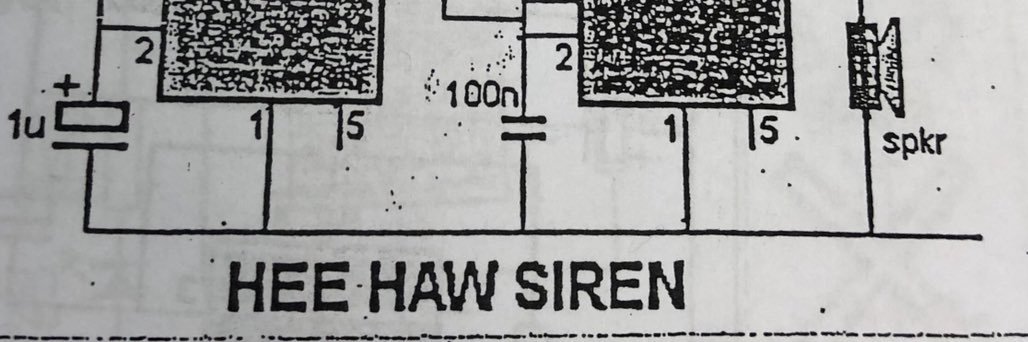 2
2
+
100n
1u
1
5
1
5
spkr
HEE HAW SIREN